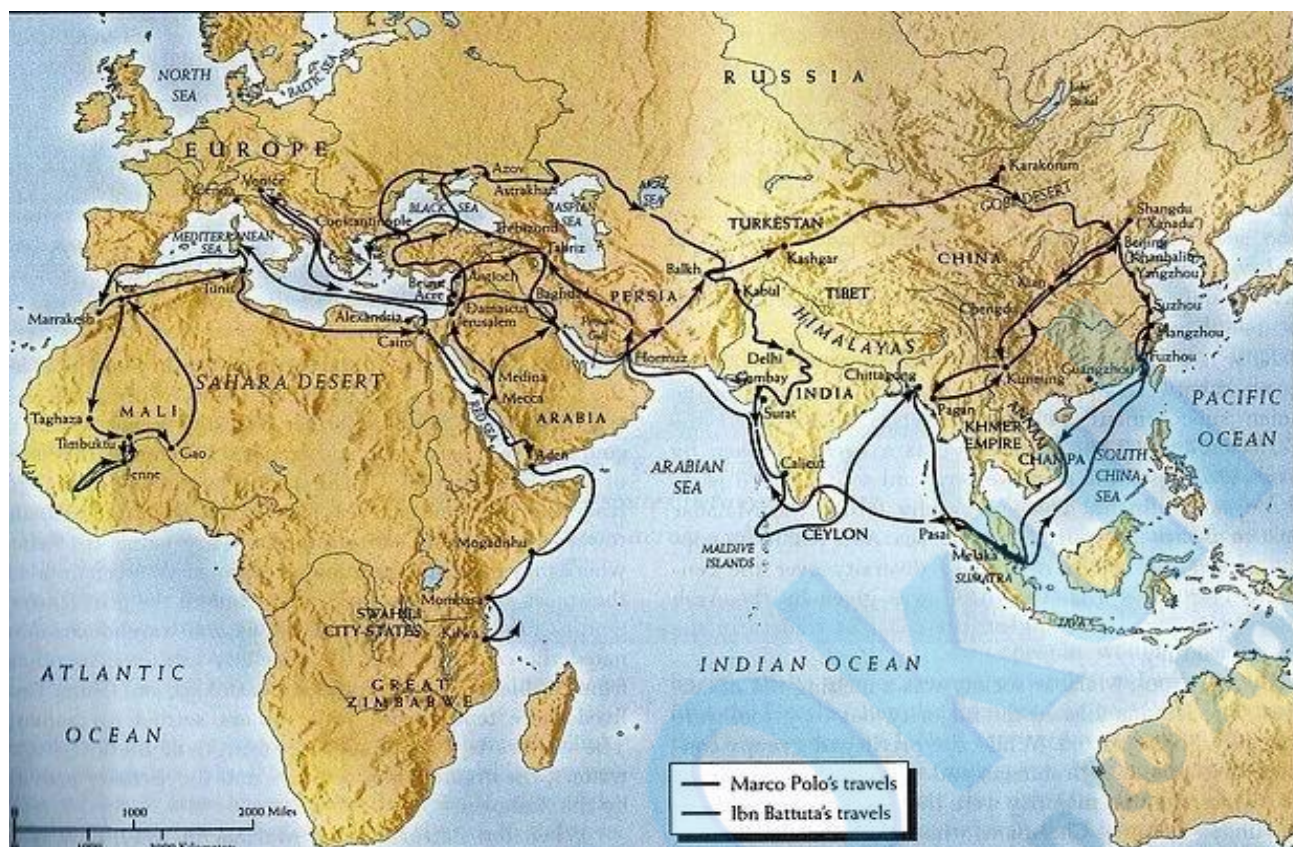 NORTH
SEA
BALTIC SEA
RUSSIA
EUROPE
Venice
Genoa
Azov
Astrakhan
ARAL
SEA
Karakorum
GOBI DESERT
Constantinople
BLACK
SEA
CASPIAN
SEA
TURKESTAN
Shangdu
("Xanadu")
MEDITERRANEAN
SEA
Trebizond
Tabriz
Kashgar
CHINA
Beijing
Khanbaliq
Yangzhou
Antioch
Balkh
Fez
Tunis
Beirut
Acre
Baghdad
PERSIA
Kabul
TIBET
Xian
Suzhou
Marrakesh
Alexandria
Damascus
Jerusalem
Chengdu
Hangzhou
Cairo
HIMALAYAS
Hormuz
Delhi
Fuzhou
SAHARA DESERT
Medina
Cambay
Chittagong
Kunming
Guangzhou
INDIA
Mecca
Surat
PACIFIC
OCEAN
Taghaza
MALI
RED SEA
ARABIA
Pagan
ANNAM
KHMER
EMPIRE
Timbuktu
Gao
Aden
Jenne
ARABIAN
SEA
Calicut
CHAMPA
SOUTH
CHINA
SEA
Mogadishu
MALDIVE
ISLANDS
CEYLON
Pasai
Melaka
SUMATRA
Mombasa
SWAHILI
CITY-STATES
Kilwa
JAVA
ATLANTIC
OCEAN
GREAT
ZIMBABWE
INDIAN OCEAN
Marco Polo's travels
Ibn Battuta's travels
0 1000 2000 Miles